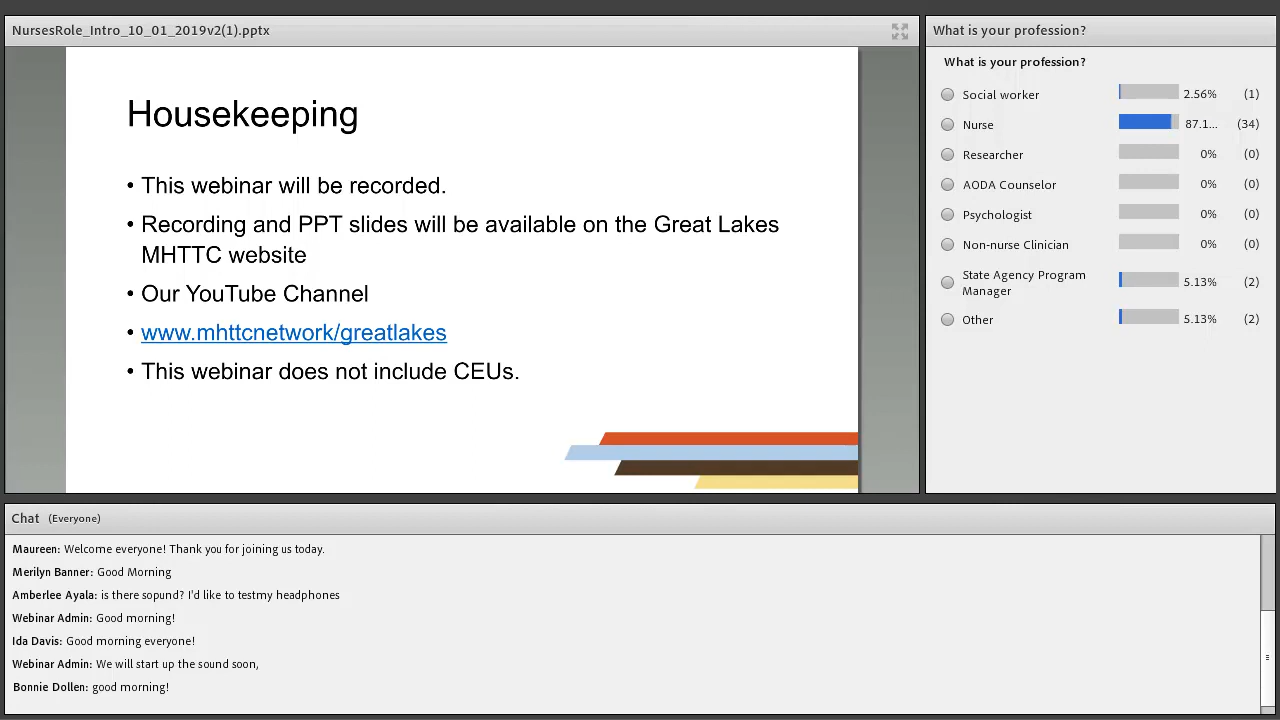 NursesRole_Intro_10_01_2019v2(1).pptx
Housekeeping
• This webinar will be recorded.
• Recording and PPT slides will be available on the Great Lakes
MHTTC website
• Our YouTube Channel
• www.mhttcnetwork/greatlakes
• This webinar does not include CEUs.
What is your profession?
What is your profession?
Social worker 2.56% (1)
Nurse 87.1... (34)
Researcher 0% (0)
AODA Counselor 0% (0)
Psychologist 0% (0)
Non-nurse Clinician 0% (0)
State Agency Program
Manager 5.13% (2)
Other 5.13% (2)
Chat (Everyone)
Maureen: Welcome everyone! Thank you for joining us today.
Merilyn Banner: Good Morning
Amberlee Ayala: is there sopund? I'd like to testmy headphones
Webinar Admin: Good morning!
Ida Davis: Good morning everyone!
Webinar Admin: We will start up the sound soon,
Bonnie Dollen: good morning!